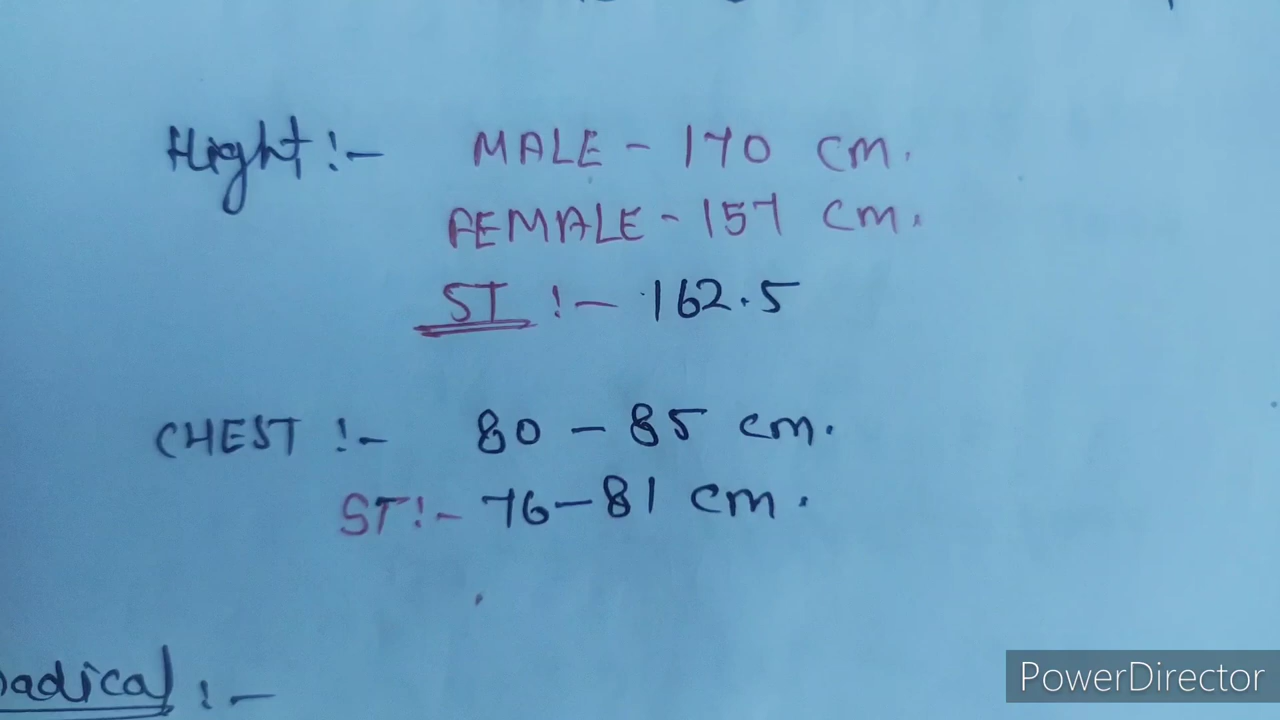 Hight :- MALE - 170 cm.
FEMALE - 157 cm.
ST :- 162.5
CHEST :- 80 - 85 cm.
ST :- 76 - 81 cm.
adical :-
PowerDirector